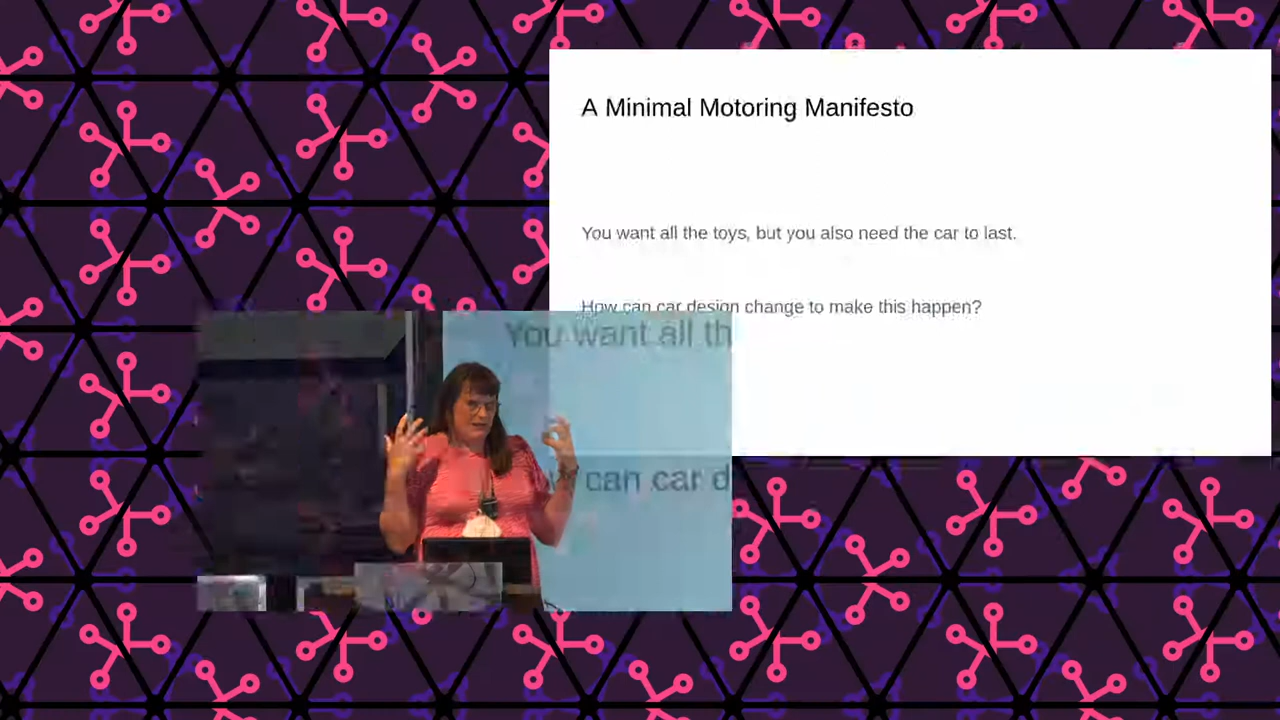 A Minimal Motoring Manifesto
You want all the toys, but you also need the car to last.
How can car design change to make this happen?
You want all th
can car d